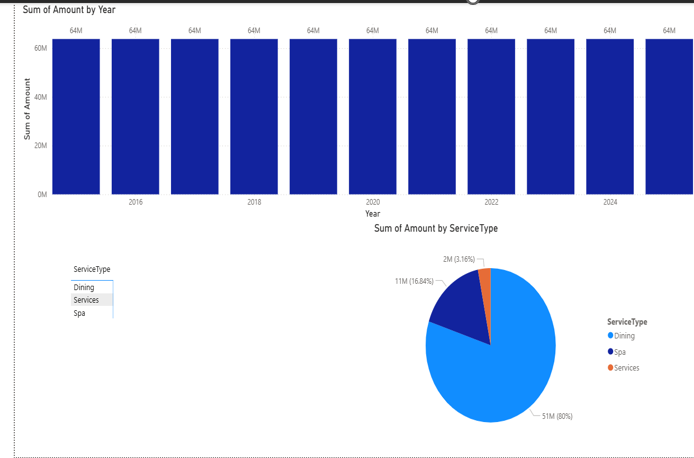 Sum of Amount by Year
64M 64M 64M 64M 64M 64M 64M 64M 64M 64M 64M
60M
40M
20M
0M
Sum of Amount
2016 2018 2020 2022 2024
Year
Sum of Amount by ServiceType
ServiceType
Dining
Services
Spa
2M (3.16%)
11M (16.84%)
51M (80%)
ServiceType
Dining
Spa
Services